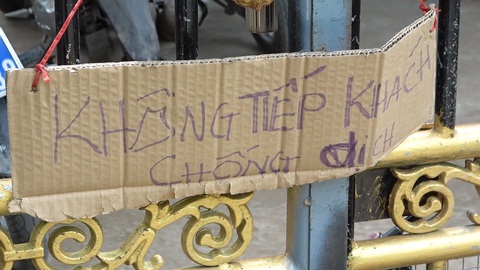 KHÔNG TIẾP KHÁCH
CHỐNG dịCH